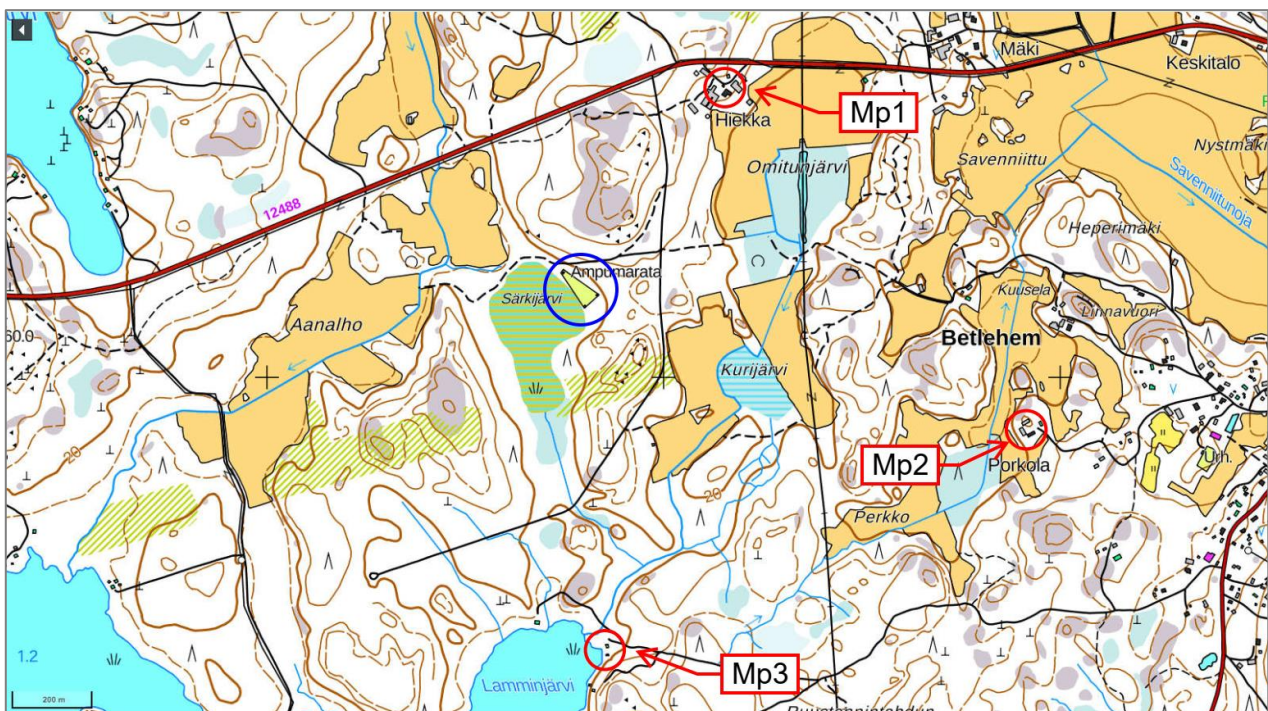 Mäki
Keskitalo
Mp1
Hiekka
Nystmäki
Omitunjärvi
Savenniittu
Savenniitunoja
12488
Heperimäki
Ampumarata
Särkijärvi
Kuusela
Linnavuori
Aanalho
60.0
Betlehem
Kurijärvi
Mp2
Porkola
Urh.
20
20
Perkko
1.2
Mp3
Lamminjärvi
200 m